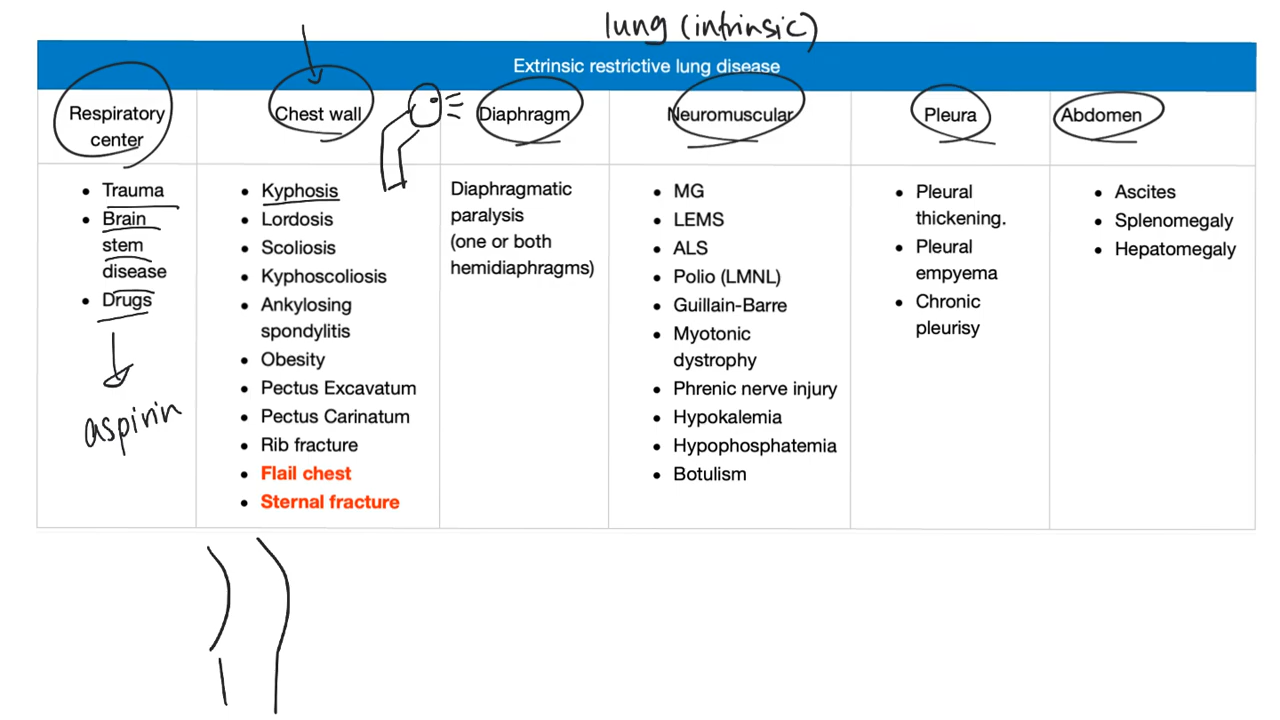 lung (intrinsic)
Extrinsic restrictive lung disease
Respiratory
center
Chest wall
Diaphragm
Neuromuscular
Pleura
Abdomen
• Trauma
• Brain
stem
disease
• Drugs
aspirin
• Kyphosis
• Lordosis
• Scoliosis
• Kyphoscoliosis
• Ankylosing
spondylitis
• Obesity
• Pectus Excavatum
• Pectus Carinatum
• Rib fracture
• Flail chest
• Sternal fracture
Diaphragmatic
paralysis
(one or both
hemidiaphragms)
• MG
• LEMS
• ALS
• Polio (LMNL)
• Guillain-Barre
• Myotonic
dystrophy
• Phrenic nerve injury
• Hypokalemia
• Hypophosphatemia
• Botulism
• Pleural
thickening.
• Pleural
empyema
• Chronic
pleurisy
• Ascites
• Splenomegaly
• Hepatomegaly